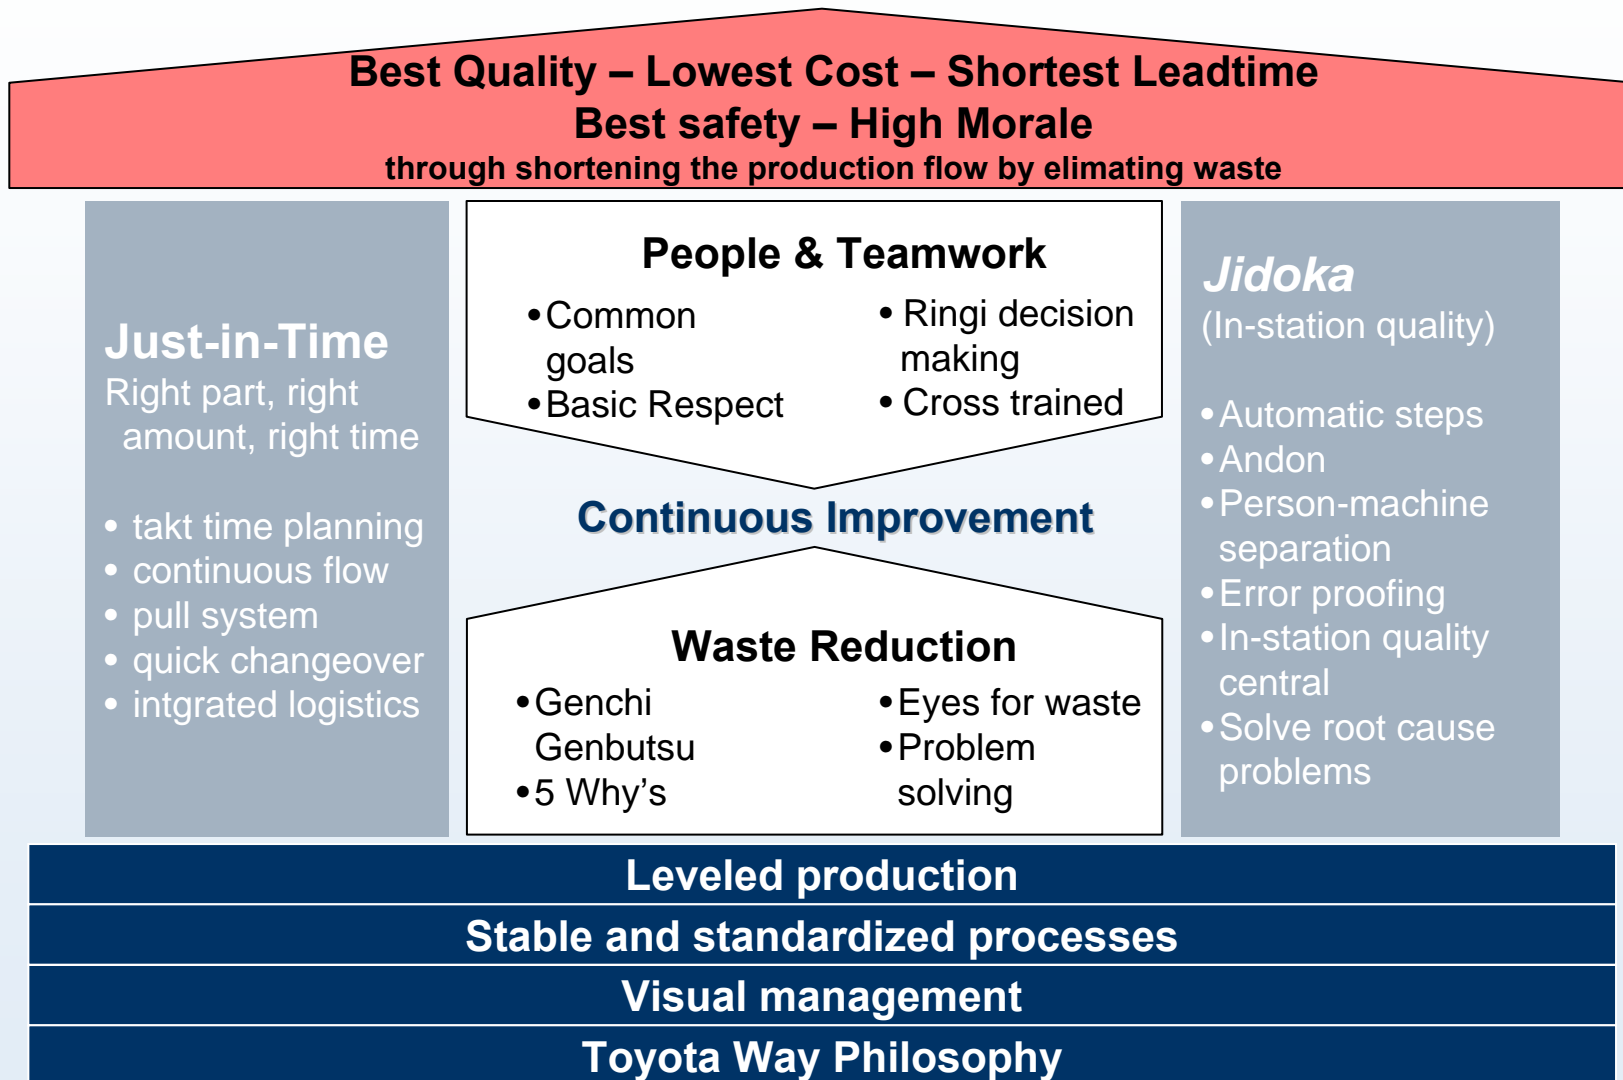 Best Quality – Lowest Cost – Shortest Leadtime
Best safety – High Morale
through shortening the production flow by elimating waste
Just-in-Time
Right part, right
amount, right time
• takt time planning
• continuous flow
• pull system
• quick changeover
• intgrated logistics
People & Teamwork
•Common
goals
•Basic Respect
• Ringi decision
making
• Cross trained
Continuous Improvement
Waste Reduction
•Genchi
Genbutsu
•5 Why’s
•Eyes for waste
•Problem
solving
Jidoka
(In-station quality)
•Automatic steps
•Andon
•Person-machine
separation
•Error proofing
•In-station quality
central
•Solve root cause
problems
Leveled production
Stable and standardized processes
Visual management
Toyota Way Philosophy